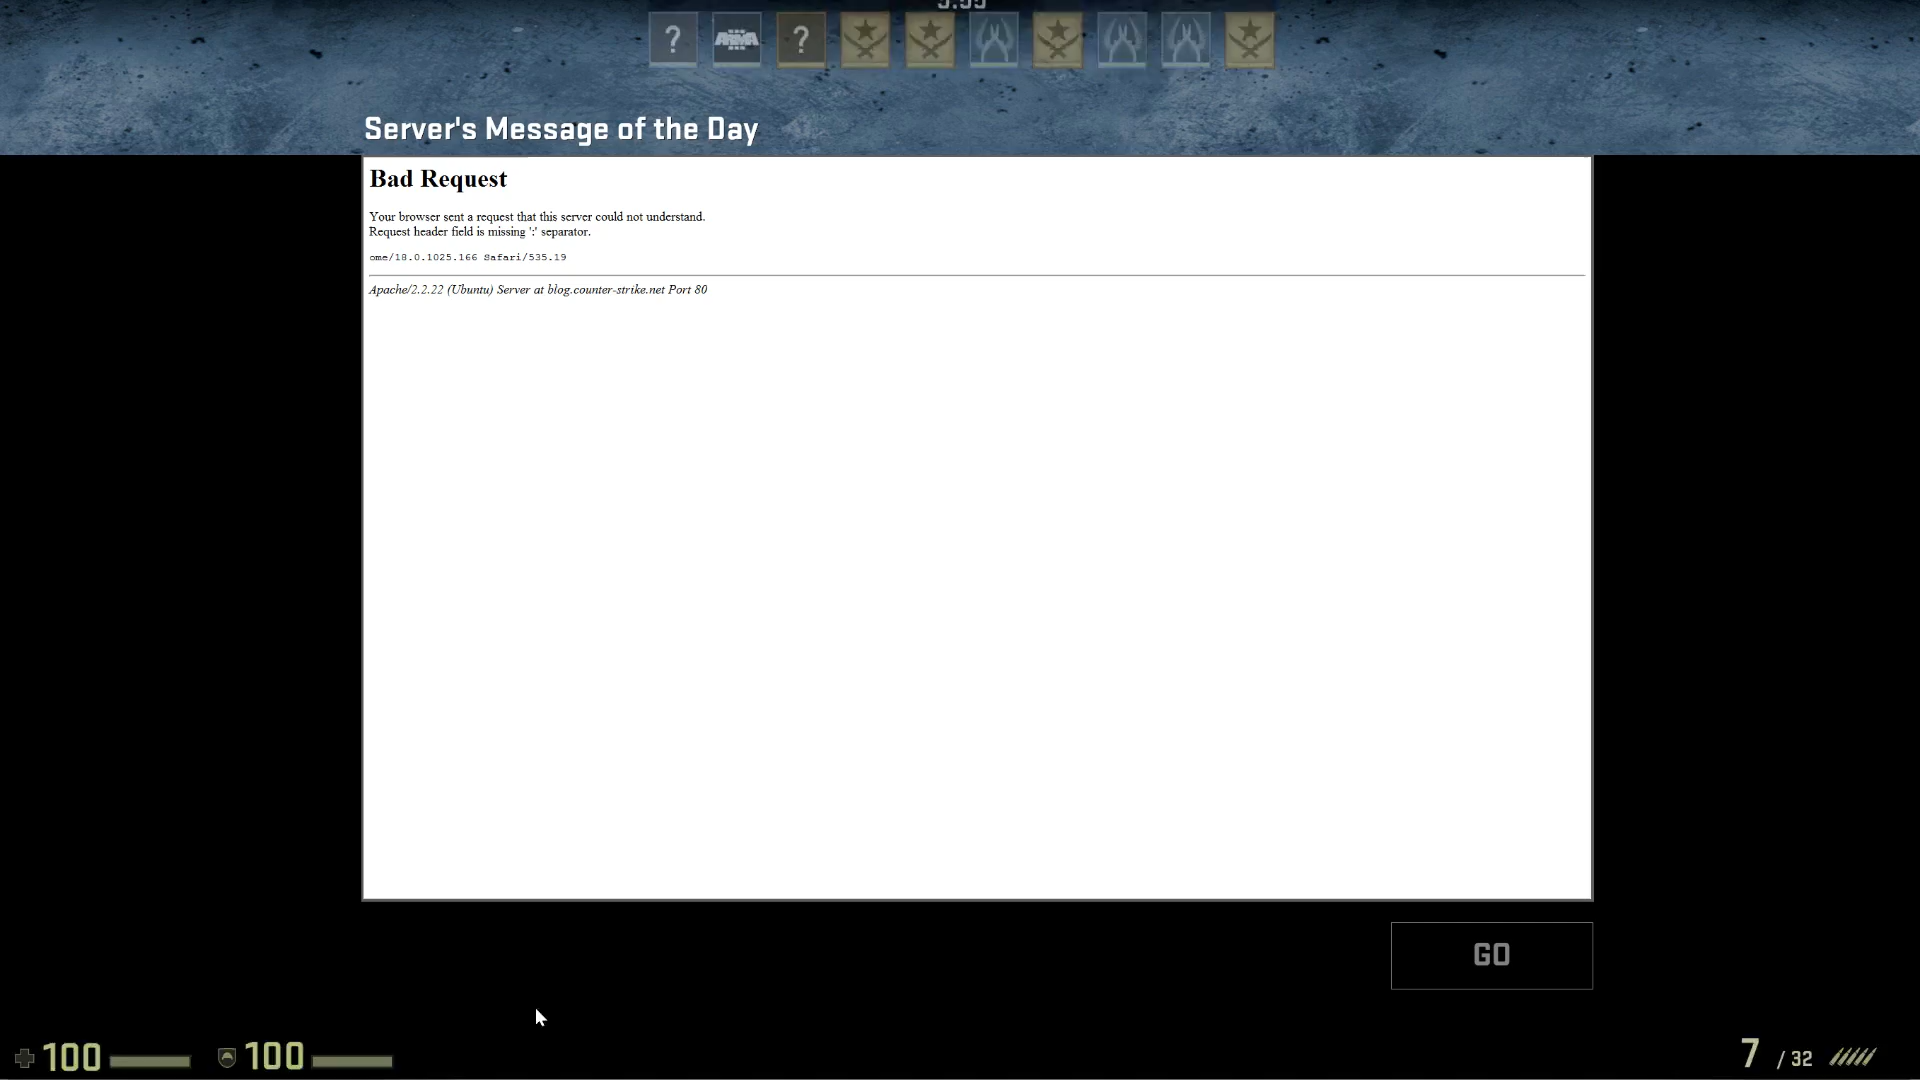 ?
ARMA
III
?
Server's Message of the Day
Bad Request
Your browser sent a request that this server could not understand.
Request header field is missing ':' separator.
ome/18.0.1025.166 Safari/535.19
Apache/2.2.22 (Ubuntu) Server at blog.counter-strike.net Port 80
GO
100
100
7 / 32